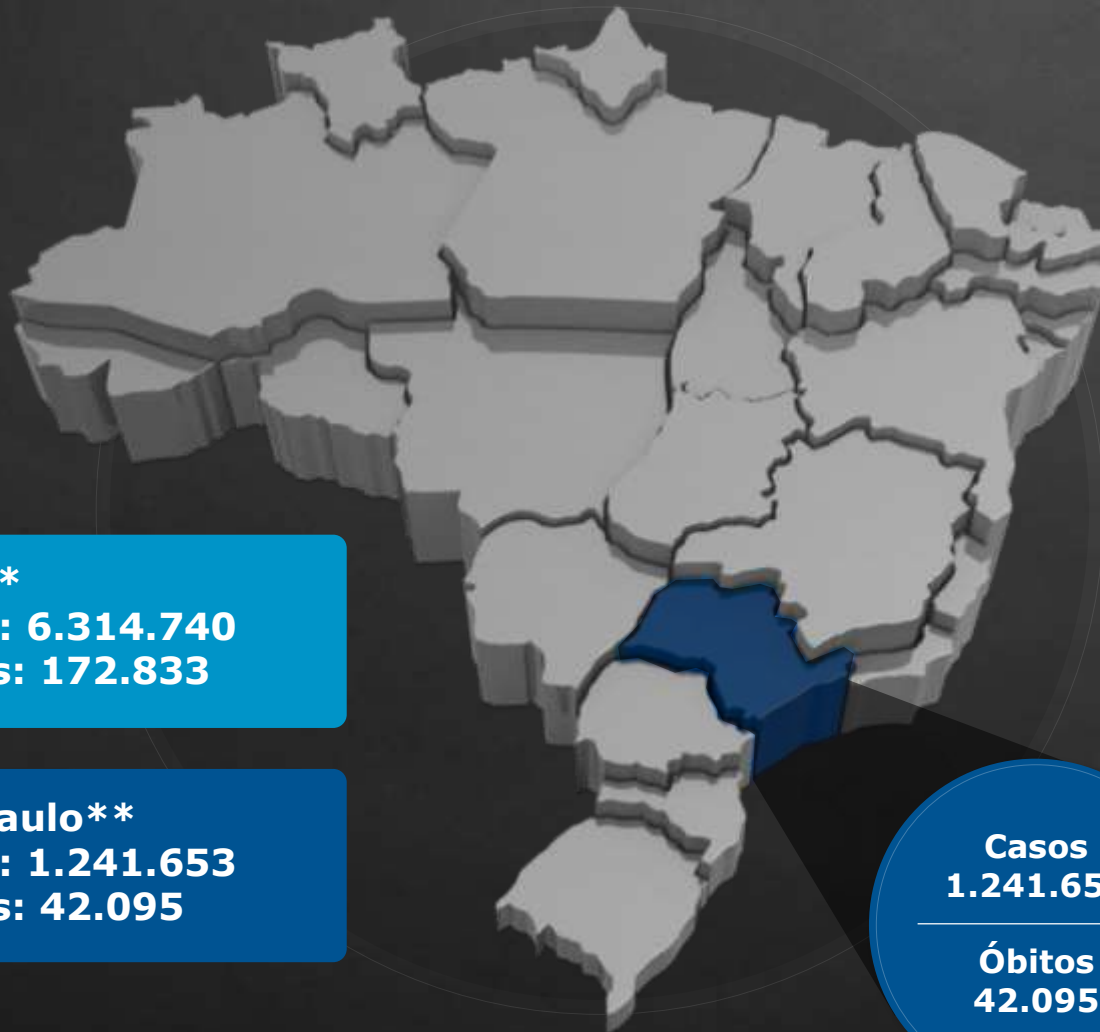 *
: 6.314.740
s: 172.833
aulo**
: 1.241.653
s: 42.095
Casos
1.241.65
Óbitos
42.095